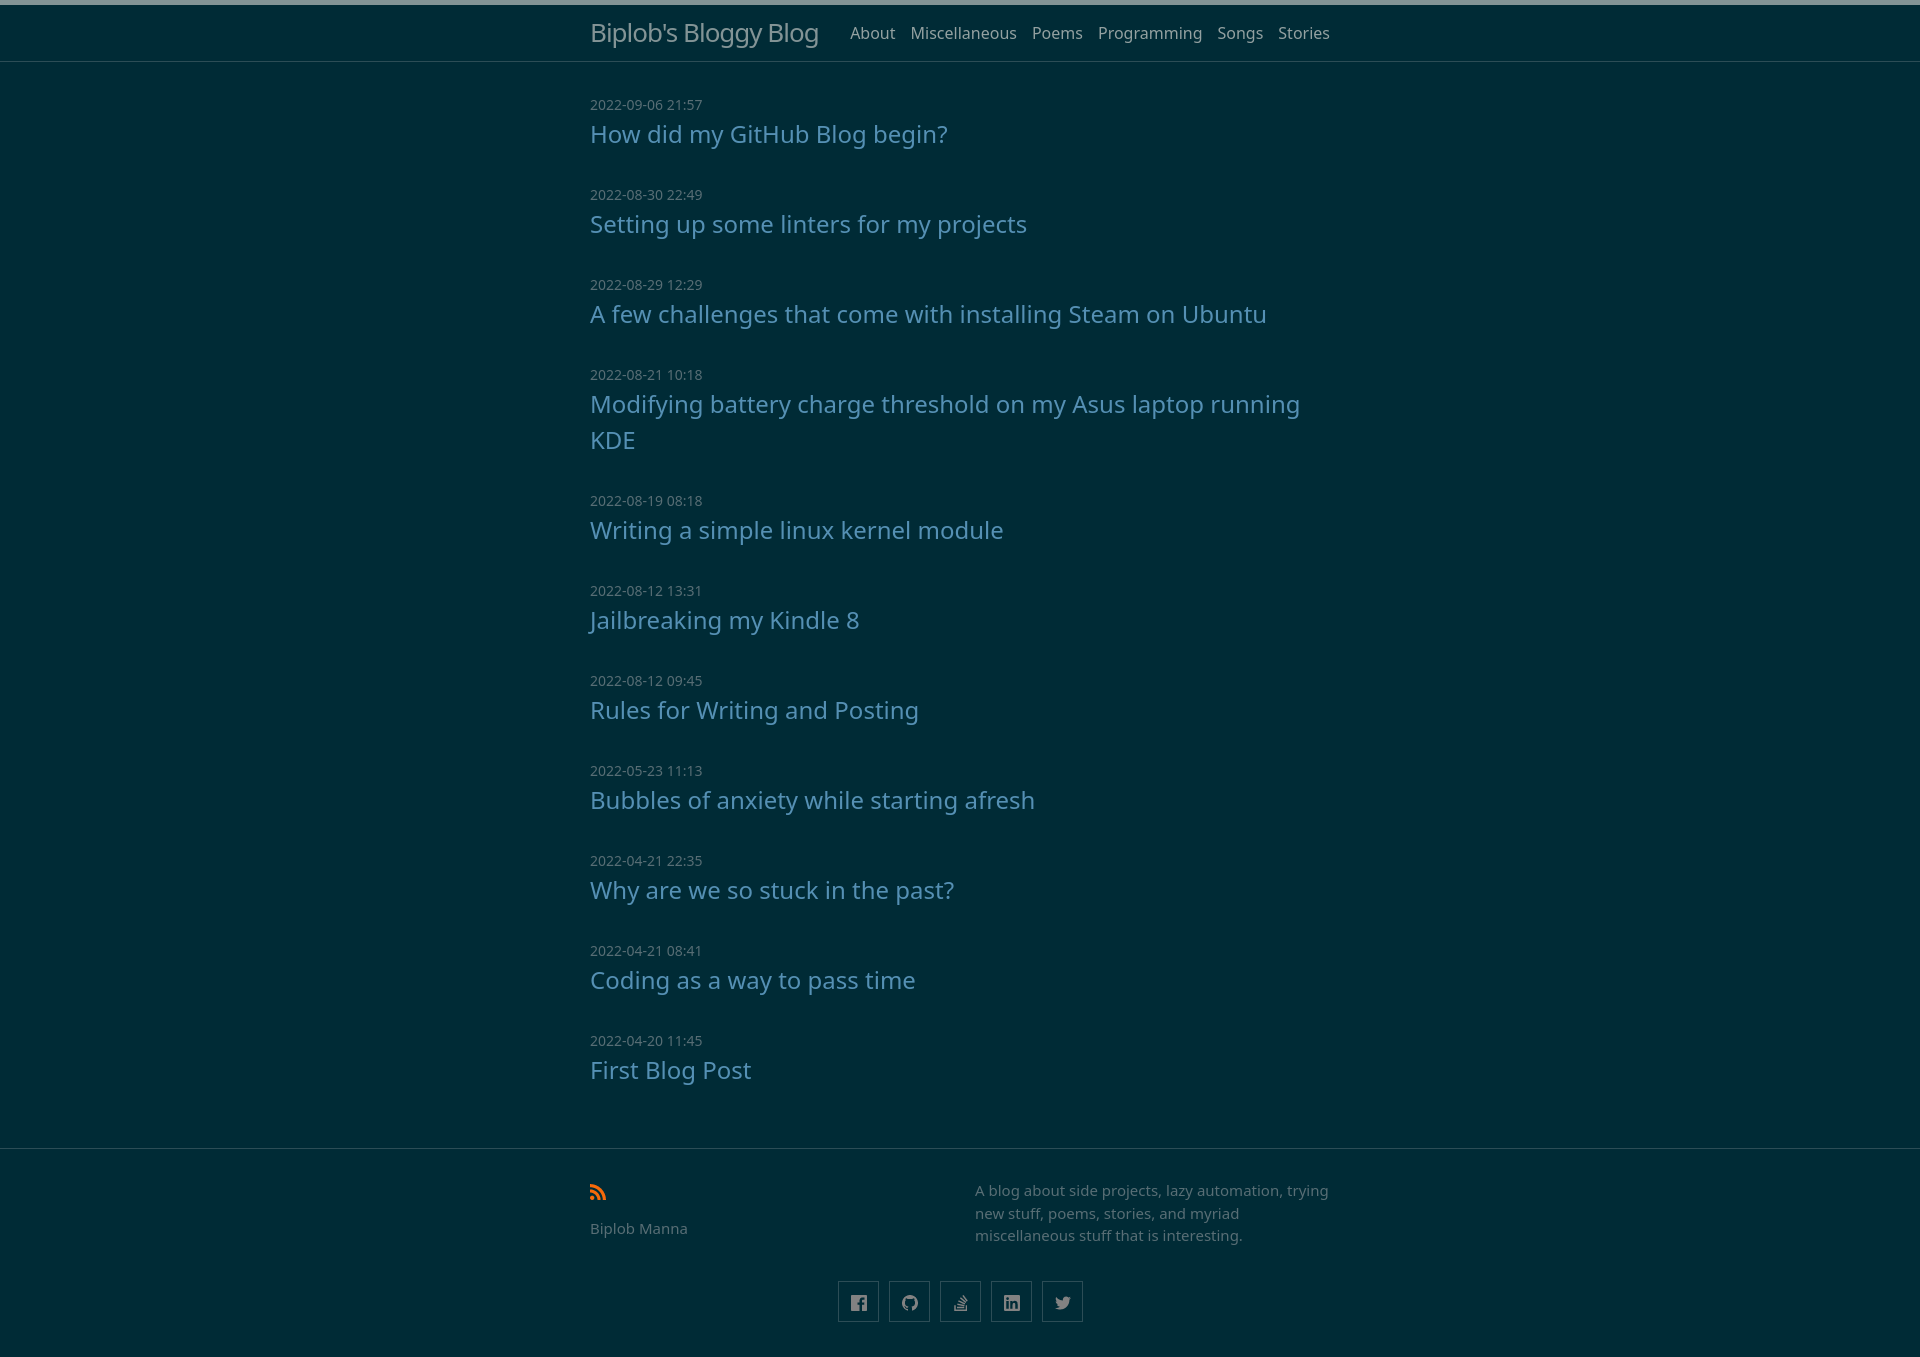 Biplob's Bloggy Blog
About Miscellaneous Poems Programming Songs Stories
2022-09-06 21:57
How did my GitHub Blog begin?
2022-08-30 22:49
Setting up some linters for my projects
2022-08-29 12:29
A few challenges that come with installing Steam on Ubuntu
2022-08-21 10:18
Modifying battery charge threshold on my Asus laptop running
KDE
2022-08-19 08:18
Writing a simple linux kernel module
2022-08-12 13:31
Jailbreaking my Kindle 8
2022-08-12 09:45
Rules for Writing and Posting
2022-05-23 11:13
Bubbles of anxiety while starting afresh
2022-04-21 22:35
Why are we so stuck in the past?
2022-04-21 08:41
Coding as a way to pass time
2022-04-20 11:45
First Blog Post
Biplob Manna
A blog about side projects, lazy automation, trying
new stuff, poems, stories, and myriad
miscellaneous stuff that is interesting.